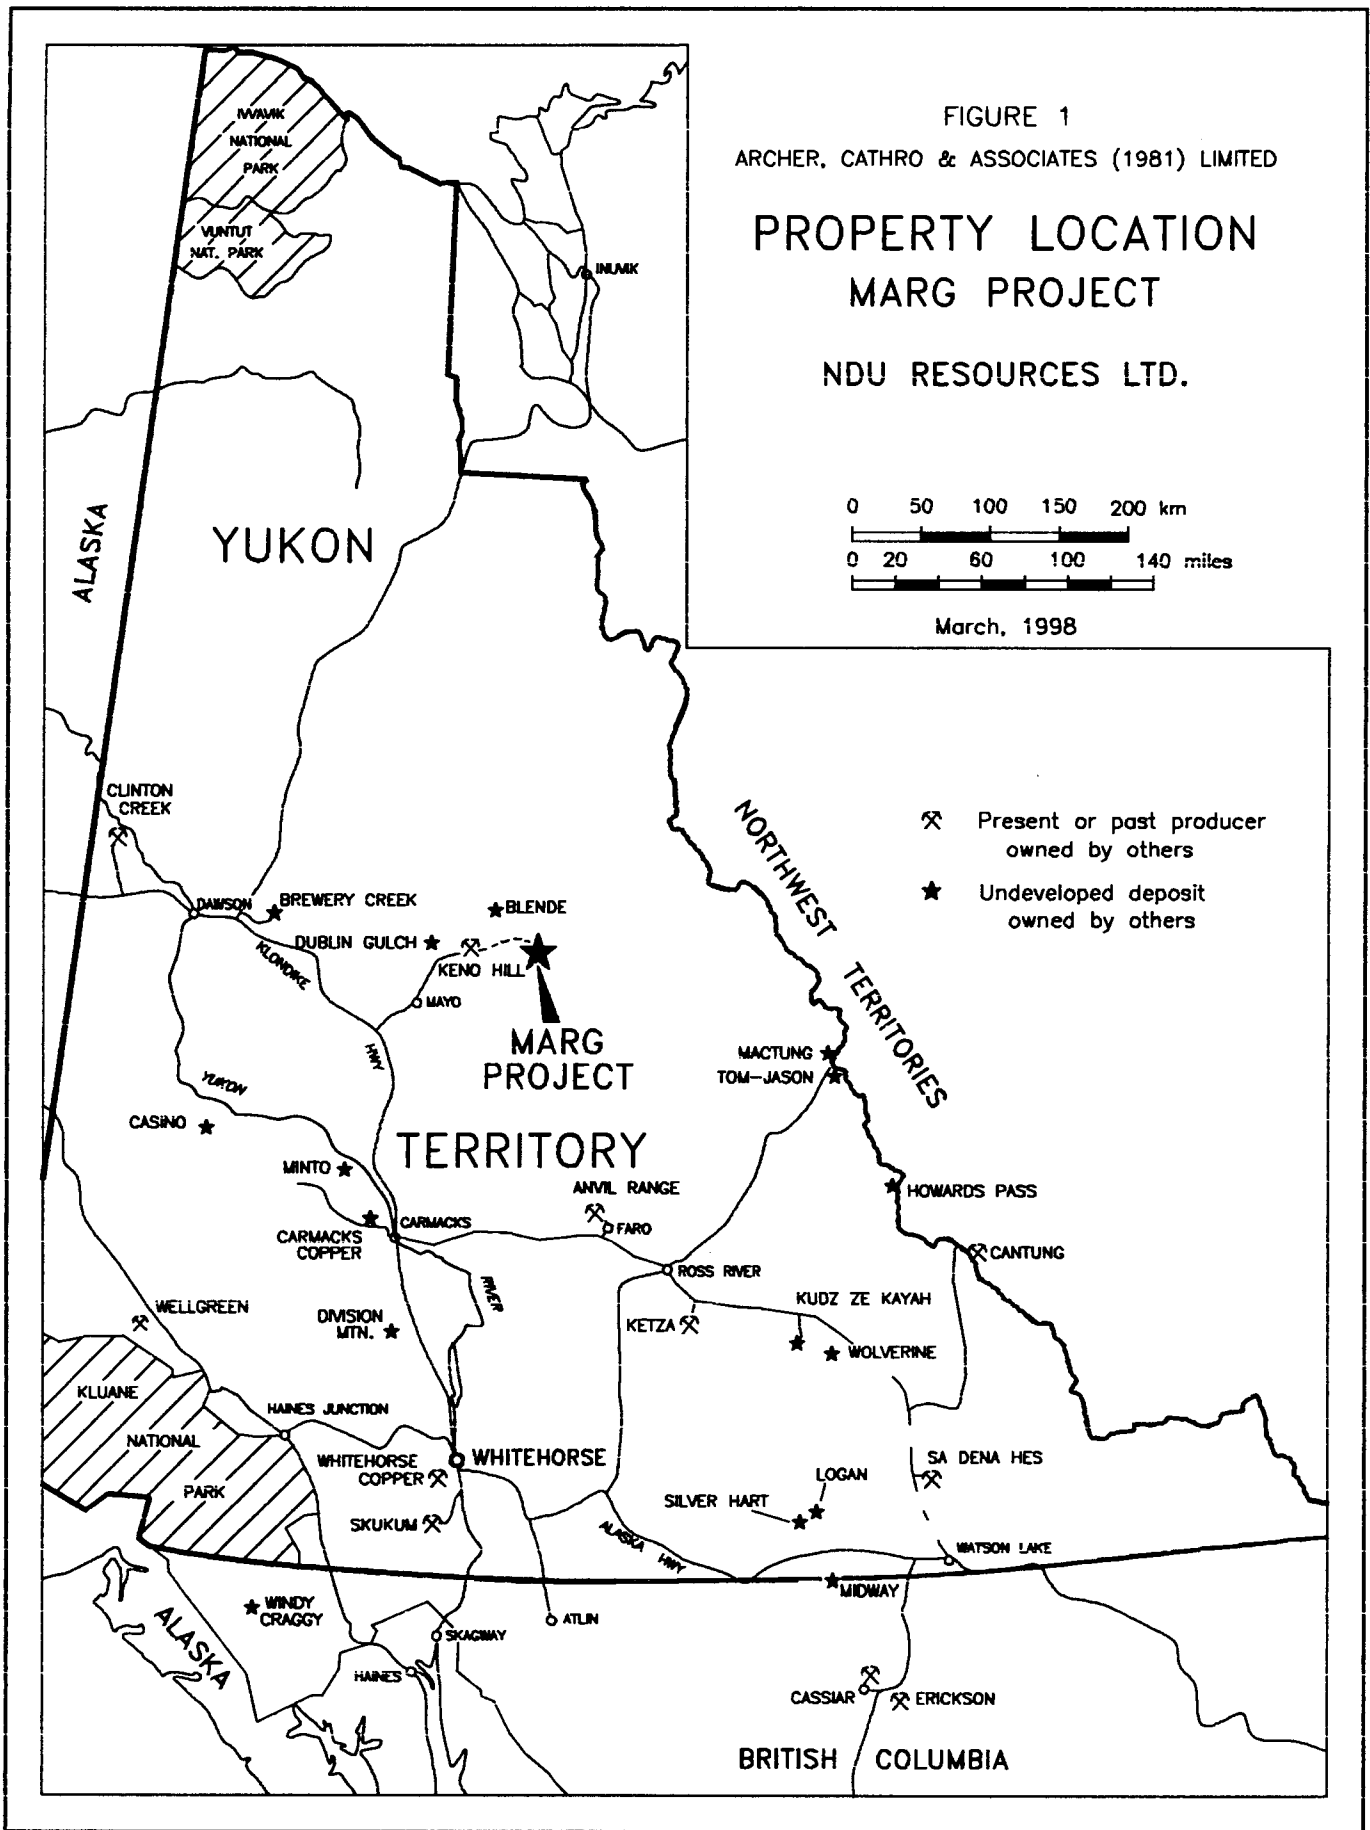 FIGURE 1
ARCHER, CATHRO & ASSOCIATES (1981) LIMITED
PROPERTY LOCATION
MARG PROJECT
NDU RESOURCES LTD.
0 50 100 150 200 km
0 20 60 100 140 miles
March, 1998
IVVAVIK
NATIONAL
PARK
VUNTUT
NAT. PARK
INUVIK
ALASKA
YUKON
CLINTON
CREEK
Present or past producer
owned by others
Undeveloped deposit
owned by others
NORTHWEST
TERRITORIES
DAWSON
BREWERY CREEK
BLENDE
DUBLIN GULCH
KENO HILL
KLONDIKE
HWY
MAYO
MARG
PROJECT
MACTUNG
TOM-JASON
YUKON
CASINO
TERRITORY
MINTO
ANVIL RANGE
HOWARDS PASS
CARMACKS
FARO
CARMACKS
COPPER
CANTUNG
ROSS RIVER
RIVER
KUDZ ZE KAYAH
WELLGREEN
DIVISION
MTN.
KETZA
WOLVERINE
KLUANE
NATIONAL
PARK
HAINES JUNCTION
WHITEHORSE
WHITEHORSE
COPPER
SA DENA HES
LOGAN
SILVER HART
SKUKUM
ALASKA HWY
WATSON LAKE
MIDWAY
WINDY
CRAGGY
ATLIN
ALASKA
SKAGWAY
HAINES
CASSIAR
ERICKSON
BRITISH COLUMBIA